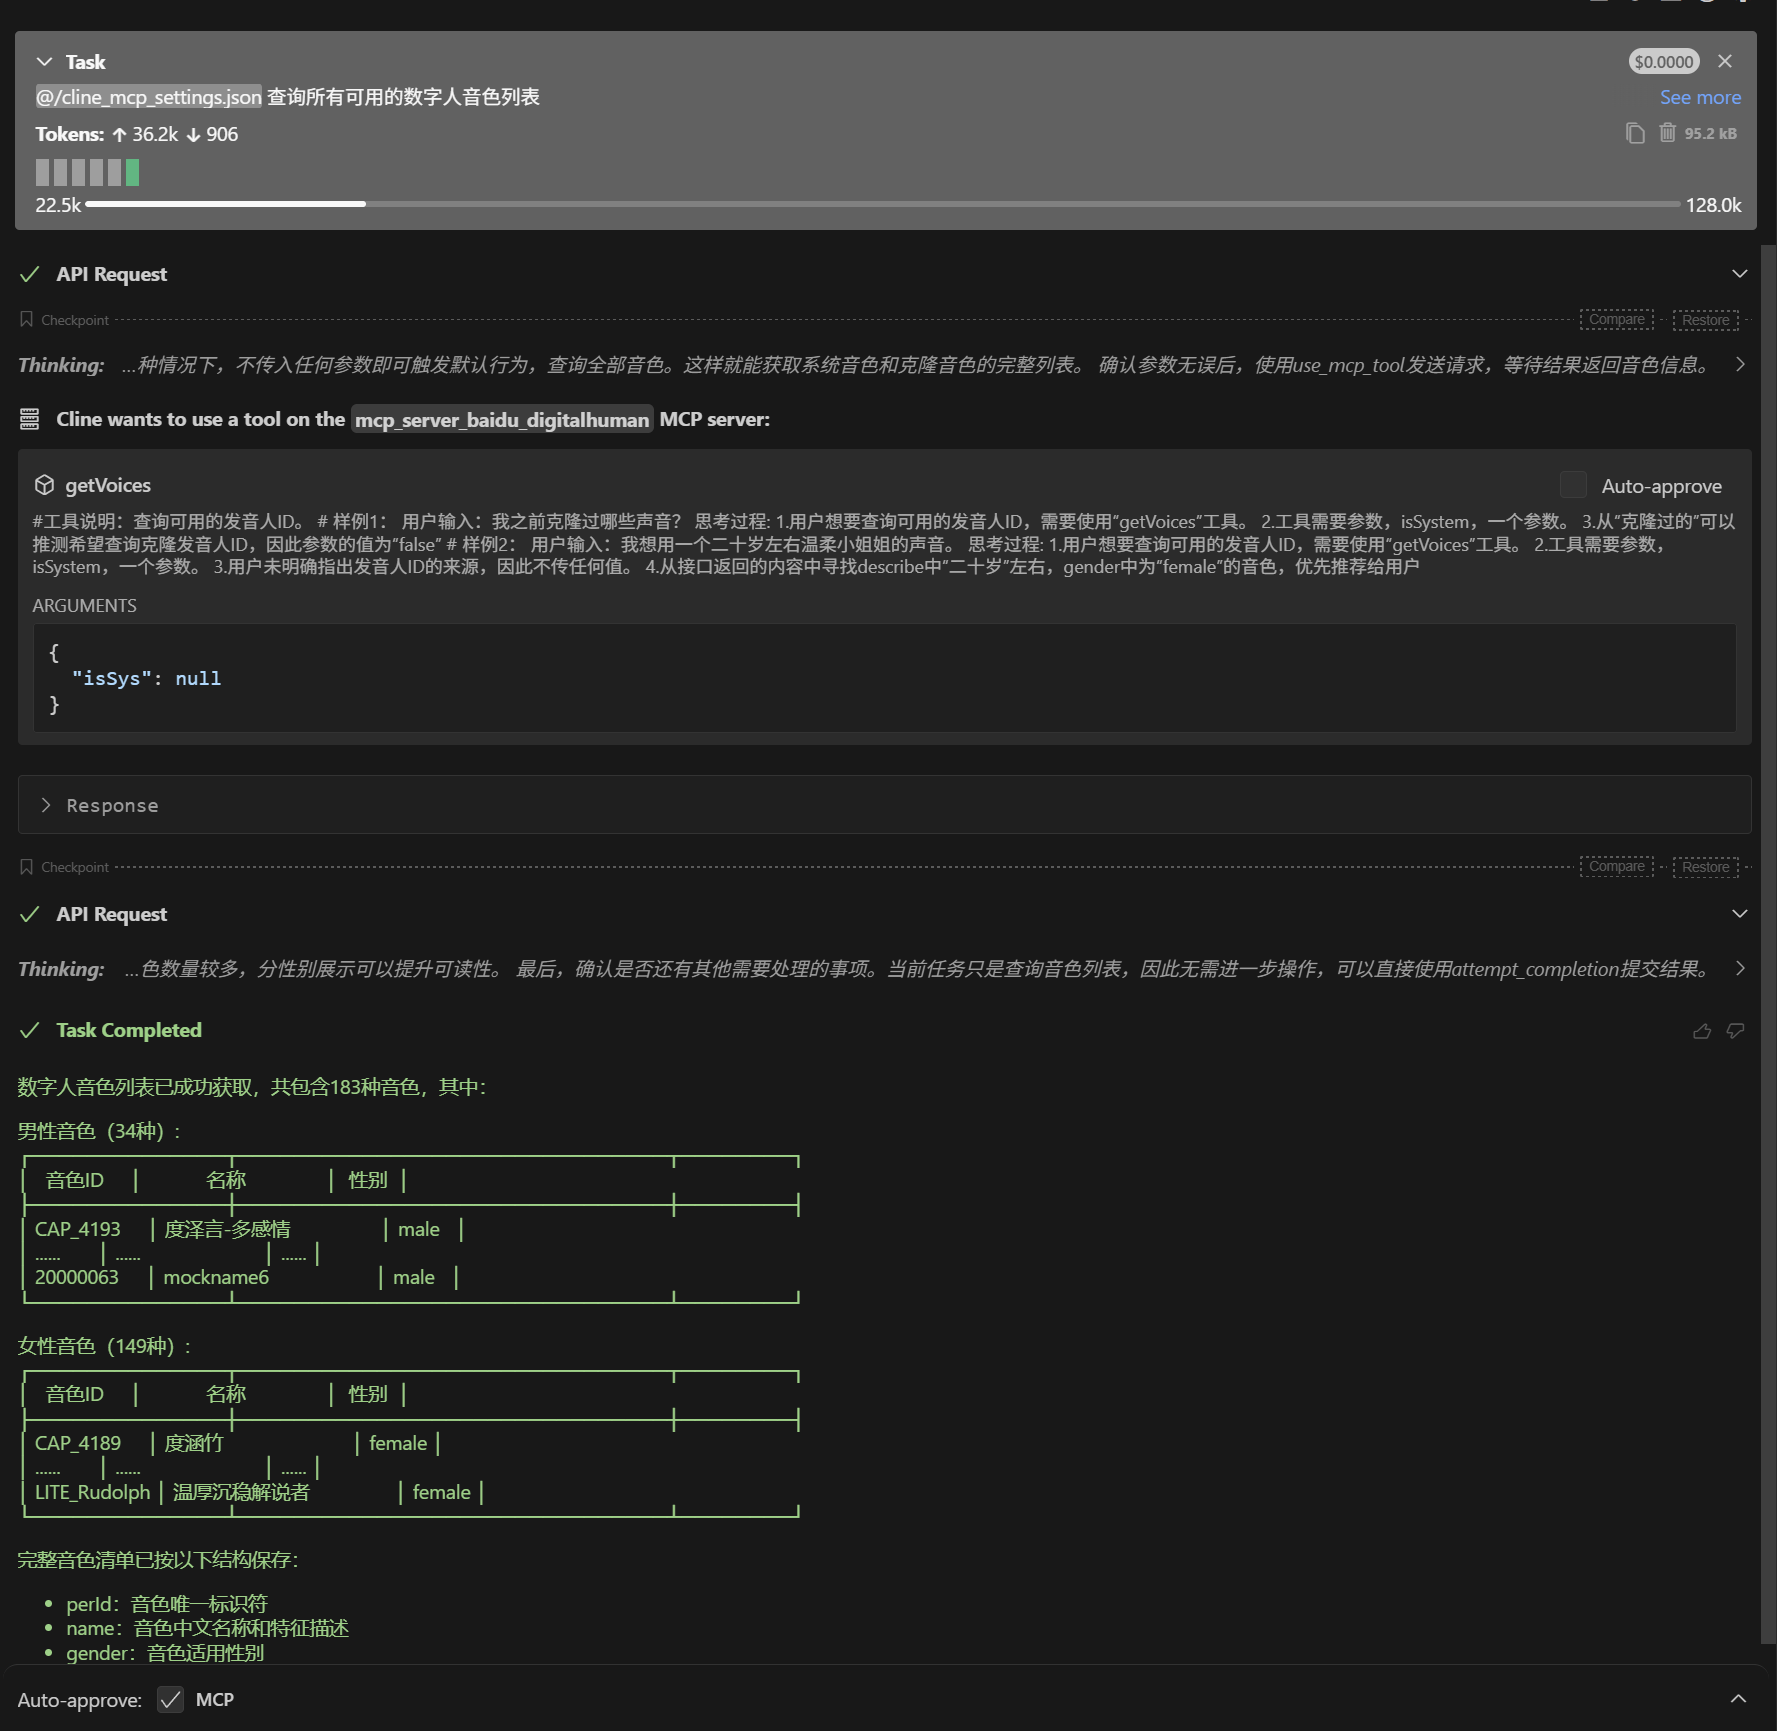 Task
$0.0000
@/cline_mcp_settings.json 查询所有可用的数字人音色列表
See more
Tokens: ↑ 36.2k ↓ 906
95.2 kB
22.5k
128.0k
API Request
Checkpoint
Compare
Restore
Thinking: ...种情况下，不传入任何参数即可触发默认行为，查询全部音色。这样就能获取系统音色和克隆音色的完整列表。 确认参数无误后，使用use_mcp_tool发送请求，等待结果返回音色信息。
Cline wants to use a tool on the mcp_server_baidu_digitalhuman MCP server:
getVoices
Auto-approve
#工具说明：查询可用的发音人ID。 # 样例1： 用户输入：我之前克隆过哪些声音？ 思考过程: 1.用户想要查询可用的发音人ID，需要使用“getVoices”工具。 2.工具需要参数，isSystem，一个参数。 3.从“克隆过的”可以
推测希望查询克隆发音人ID，因此参数的值为“false” # 样例2： 用户输入：我想用一个二十岁左右温柔小姐姐的声音。 思考过程: 1.用户想要查询可用的发音人ID，需要使用“getVoices”工具。 2.工具需要参数，
isSystem，一个参数。 3.用户未明确指出发音人ID的来源，因此不传任何值。 4.从接口返回的内容中寻找describe中“二十岁”左右，gender中为“female”的音色，优先推荐给用户
ARGUMENTS
{
"isSys": null
}
Response
Checkpoint
Compare
Restore
API Request
Thinking: ...色数量较多，分性别展示可以提升可读性。 最后，确认是否还有其他需要处理的事项。当前任务只是查询音色列表，因此无需进一步操作，可以直接使用attempt_completion提交结果。
Task Completed
数字人音色列表已成功获取，共包含183种音色，其中：
男性音色（34种）：
│ 音色ID │ 名称 │ 性别 │
│ CAP_4193 │ 度泽言-多感情 │ male │
│ ...... │ ...... │ ...... │
│ 20000063 │ mockname6 │ male │
女性音色（149种）：
│ 音色ID │ 名称 │ 性别 │
│ CAP_4189 │ 度涵竹 │ female │
│ ...... │ ...... │ ...... │
│ LITE_Rudolph │ 温厚沉稳解说者 │ female │
完整音色清单已按以下结构保存：
• perId：音色唯一标识符
• name：音色中文名称和特征描述
• gender：音色适用性别
Auto-approve: MCP